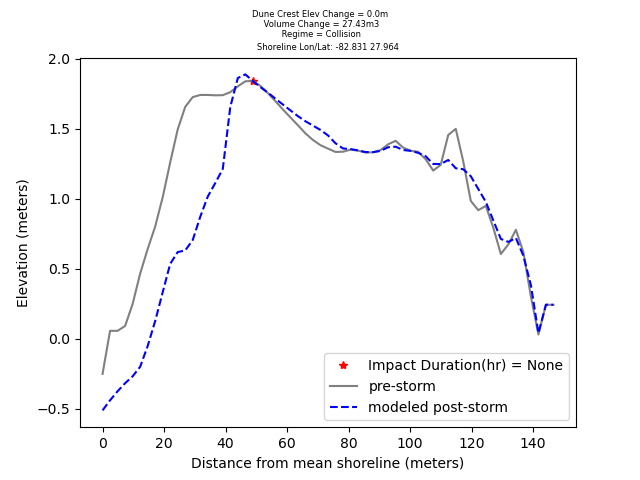 Dune Crest Elev Change = 0.0m
Volume Change = 27.43m3
Regime = Collision
Shoreline Lon/Lat: -82.831 27.964
2.0
1.5
1.0
0.5
0.0
−0.5
Elevation (meters)
Impact Duration(hr) = None
pre-storm
modeled post-storm
0 20 40 60 80 100 120 140
Distance from mean shoreline (meters)